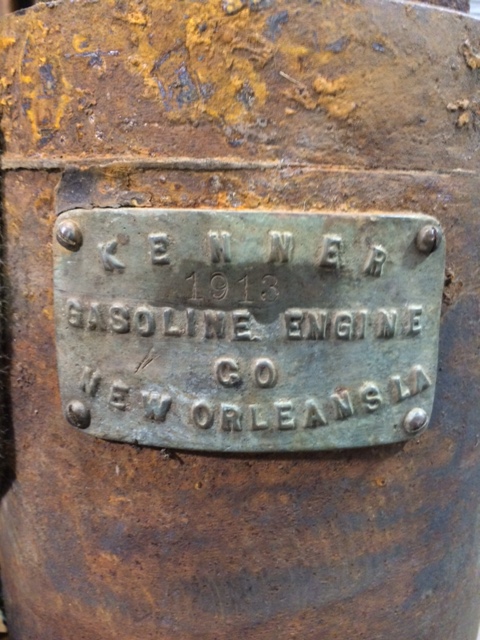 KENNER
1913
GASOLINE ENGINE
CO
NEW ORLEANS LA